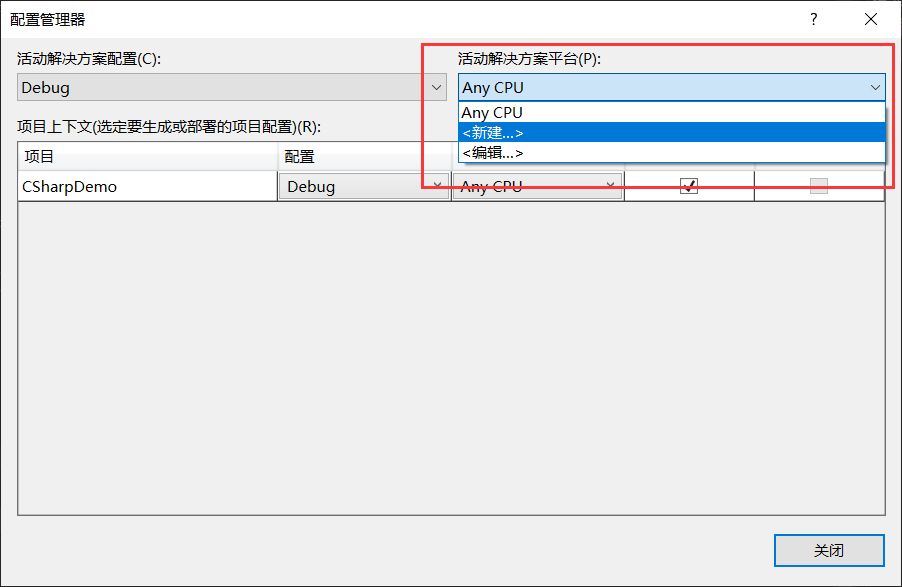 配置管理器
?
活动解决方案配置(C):
活动解决方案平台(P):
Debug
Any CPU
Any CPU
<新建...>
<编辑...>
项目上下文(选定要生成或部署的项目配置)(R):
项目
配置
CSharpDemo
Debug
Any CPU
关闭